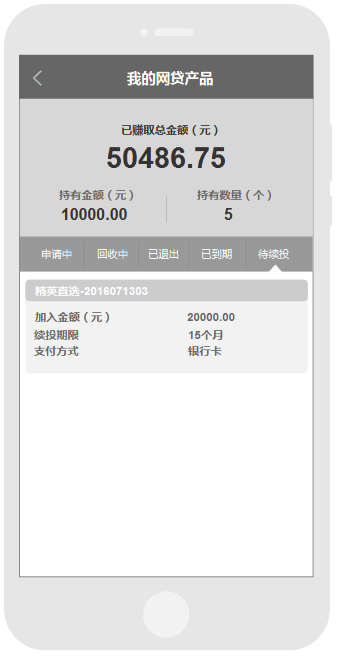 我的网贷产品
已赚取总金额（元）
50486.75
持有金额（元） 持有数量（个）
10000.00 5
申请中 回收中 已退出 已到期 待续投
精英直选-2016071303
加入金额（元） 20000.00
续投期限 15个月
支付方式 银行卡